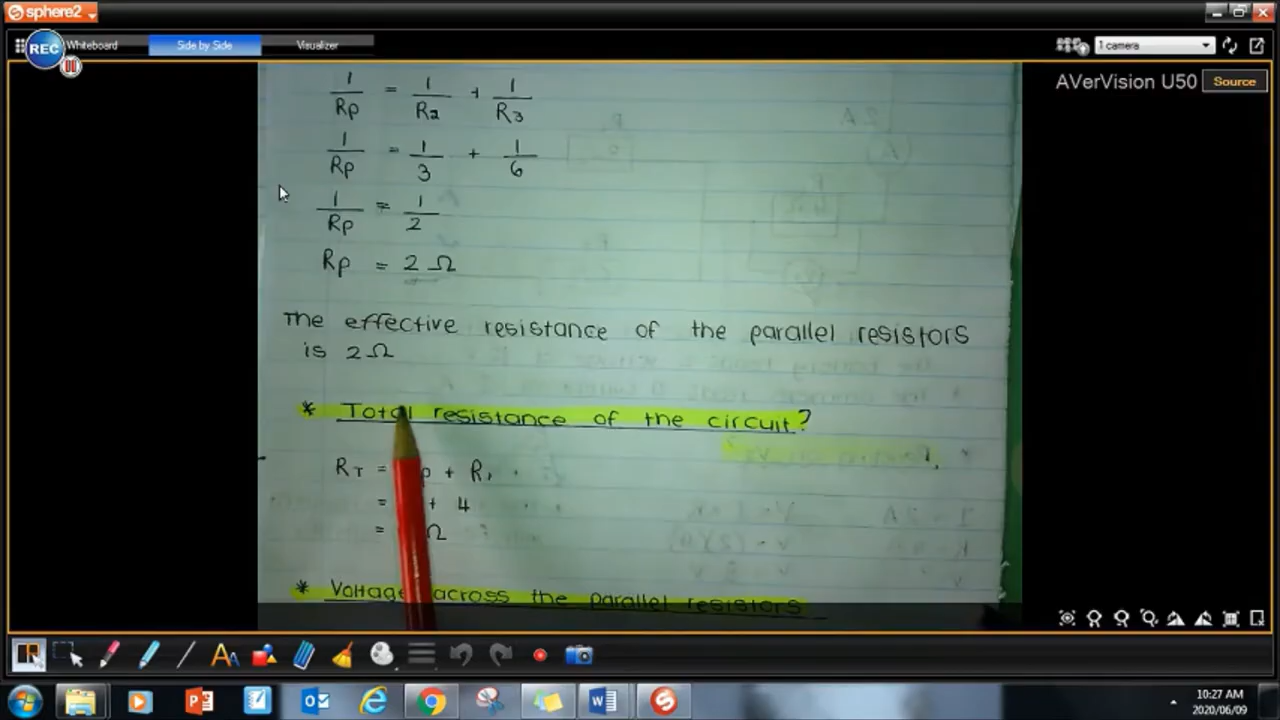 sphere2
REC Whiteboard Side by Side Visualizer 1 camera
AVerVision U50 Source
1/Rp = 1/R2 + 1/R3
1/Rp = 1/3 + 1/6
1/Rp = 1/2
Rp = 2 Ω
The effective resistance of the parallel resistors
is 2Ω
* Total resistance of the circuit?
RT = p + R1
= + 4
= Ω
* Voltage across the parallel resistors
10:27 AM
2020/06/09